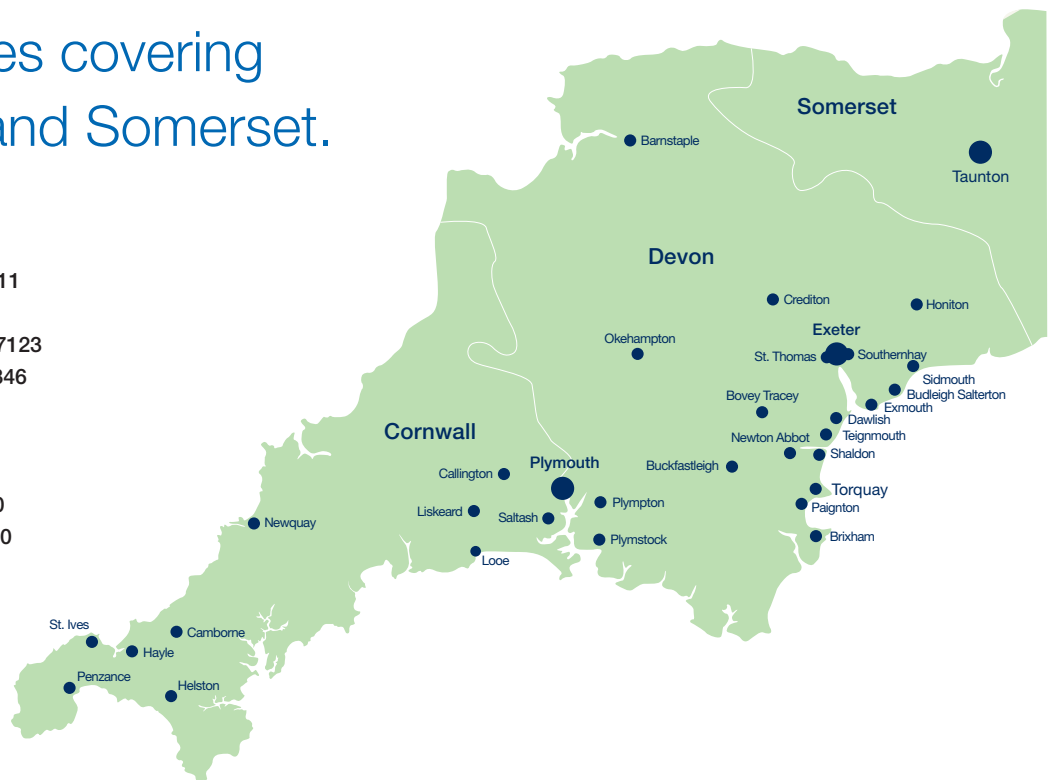 es covering
and Somerset.
11
7123
346
0
0
Somerset
Barnstaple
Taunton
Devon
Crediton
Honiton
Exeter
Okehampton
St. Thomas
Southernhay
Sidmouth
Bovey Tracey
Budleigh Salterton
Exmouth
Dawlish
Cornwall
Newton Abbot
Teignmouth
Shaldon
Plymouth
Buckfastleigh
Callington
Torquay
Plympton
Paignton
Liskeard
Saltash
Newquay
Plymstock
Brixham
Looe
St. Ives
Camborne
Hayle
Penzance
Helston